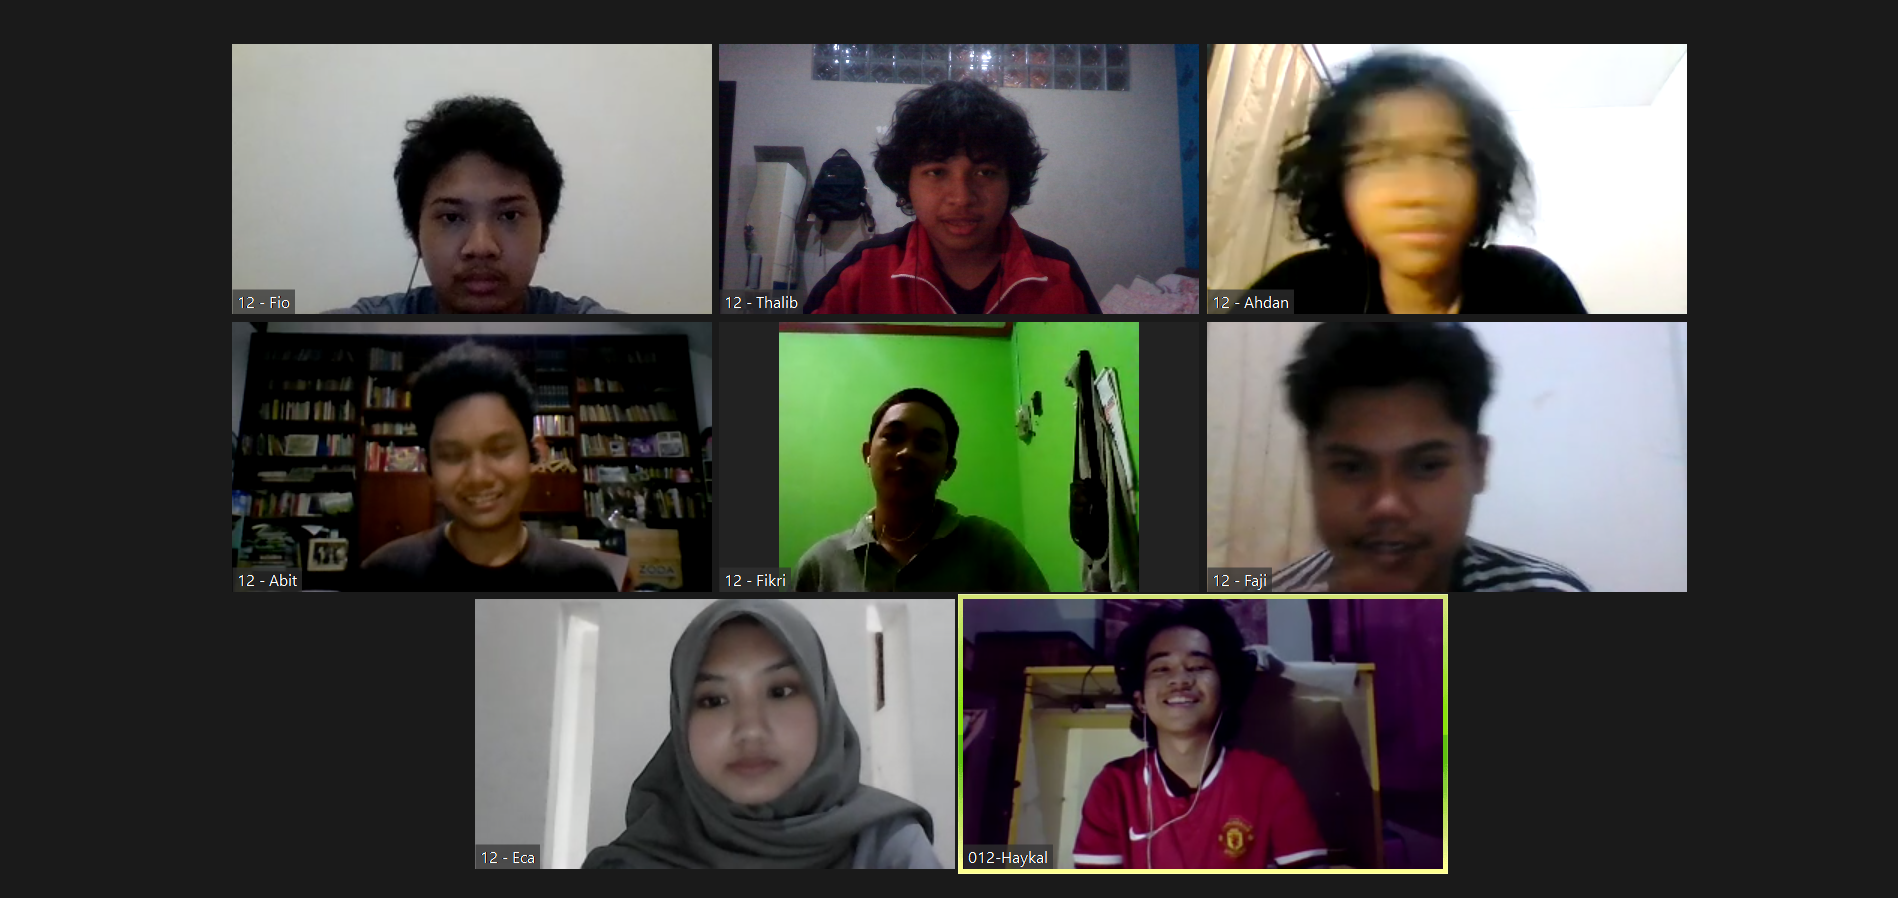 12 - Fio
12 - Thalib
12 - Ahdan
12 - Abit
12 - Fikri
12 - Faji
12 - Eca
012-Haykal